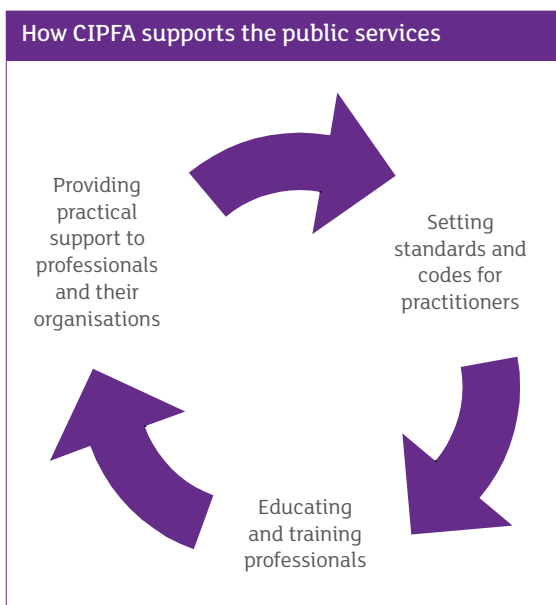 How CIPFA supports the public services
Providing
practical
support to
professionals
and their
organisations
Setting
standards and
codes for
practitioners
Educating
and training
professionals